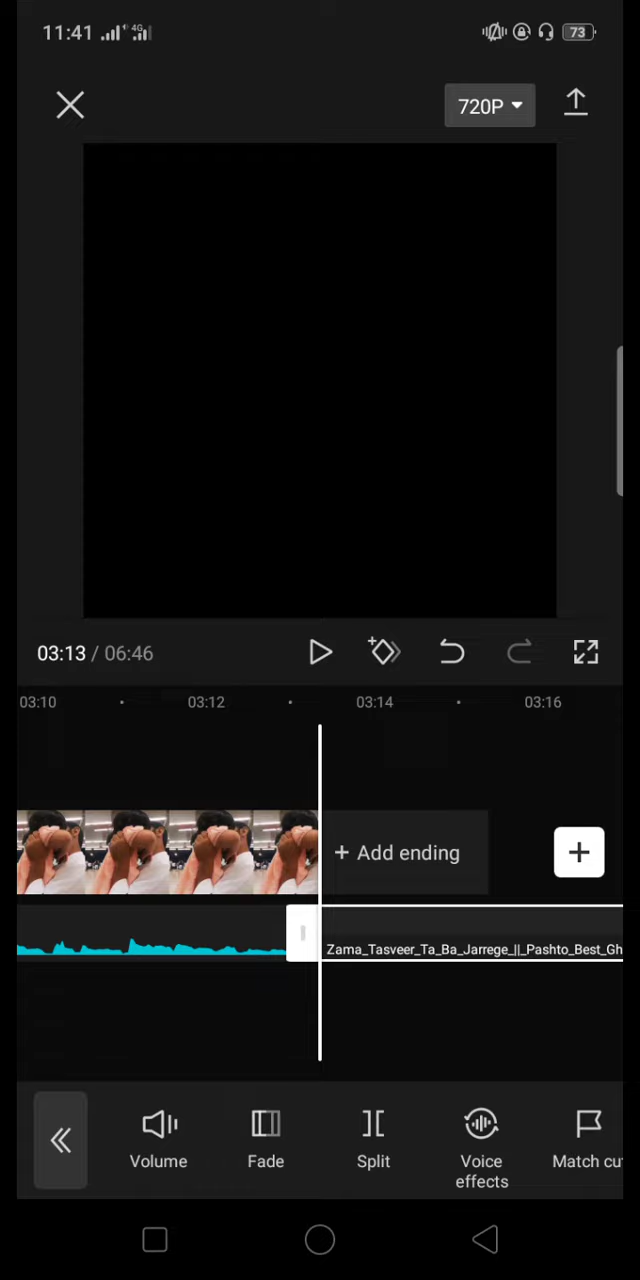 11:41
4G
73
720P
03:13 / 06:46
03:10
03:12
03:14
03:16
+ Add ending
Zama_Tasveer_Ta_Ba_Jarrege_||_Pashto_Best_Gh
Volume
Fade
Split
Voice
effects
Match cu